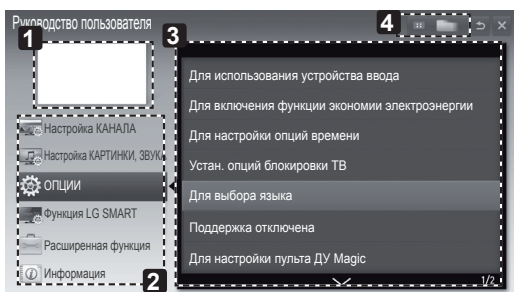 Руководство пользователя
4
1
3
Для использования устройства ввода
Для включения функции экономии электроэнергии
Настройка КАНАЛА
Для настройки опций времени
Настройка КАРТИНКИ, ЗВУКА
Устан. опций блокировки ТВ
ОПЦИИ
Для выбора языка
Функция LG SMART
Поддержка отключена
Расширенная функция
Для настройки пульта ДУ Magic
Информация
2
1/2